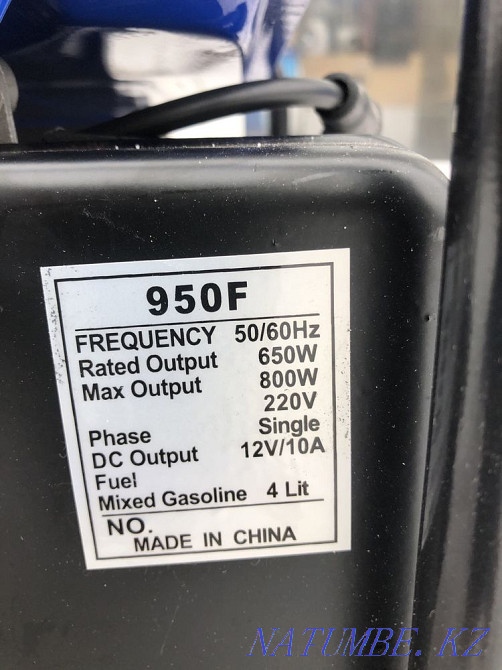 950F
FREQUENCY 50/60Hz
Rated Output 650W
Max Output 800W
220V
Phase Single
DC Output 12V/10A
Fuel
Mixed Gasoline 4 Lit
NO.
MADE IN CHINA
NATUMBE.KZ